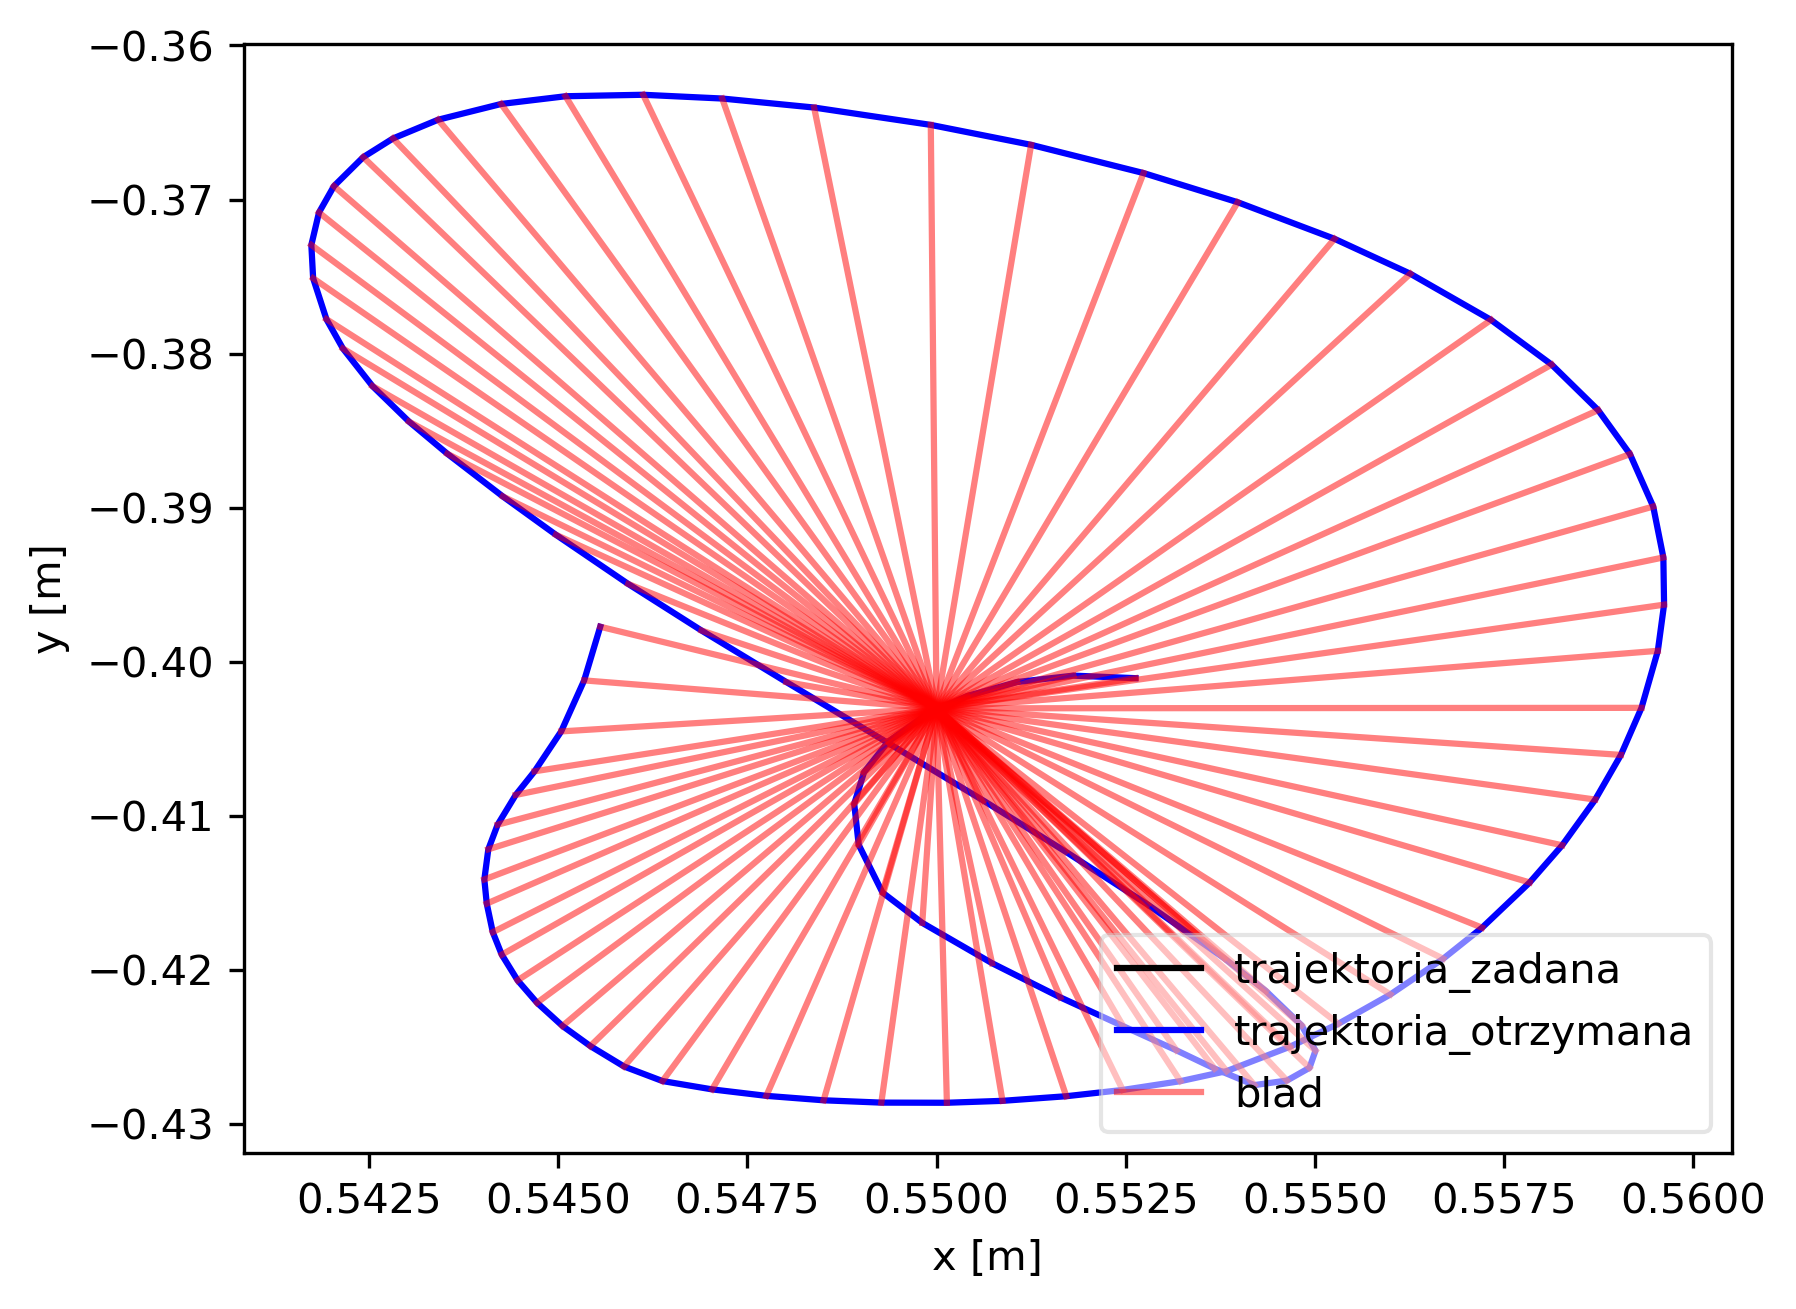 −0.36
−0.37
−0.38
−0.39
−0.40
−0.41
−0.42
−0.43
y [m]
trajektoria_zadana
trajektoria_otrzymana
blad
0.5425 0.5450 0.5475 0.5500 0.5525 0.5550 0.5575 0.5600
x [m]